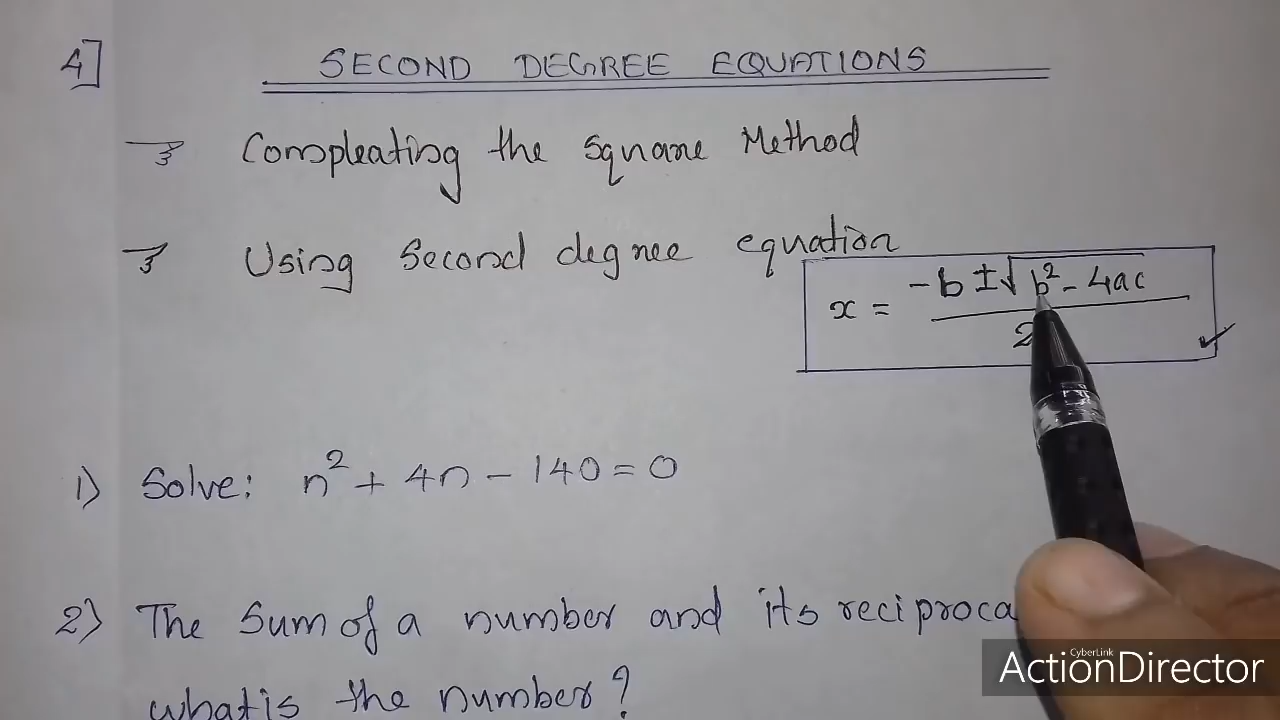 4]
SECOND DEGREE EQUATIONS
Compleating the Square Method
Using Second degree equation
x = -b ± √b² - 4ac
2
1) Solve: n² + 4n - 140 = 0
2) The Sum of a number and its reciproca
what is the number?
CyberLink
ActionDirector